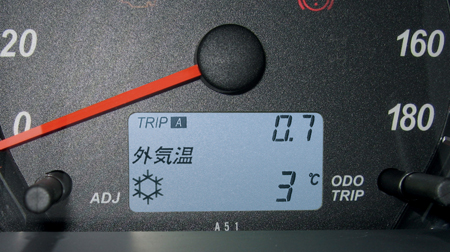 20
160
0
180
TRIP A
0.7
外気温
3 °C
ADJ
ODO
TRIP
A51